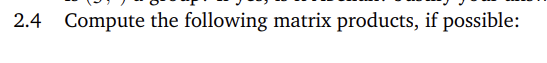 2.4 Compute the following matrix products, if possible: